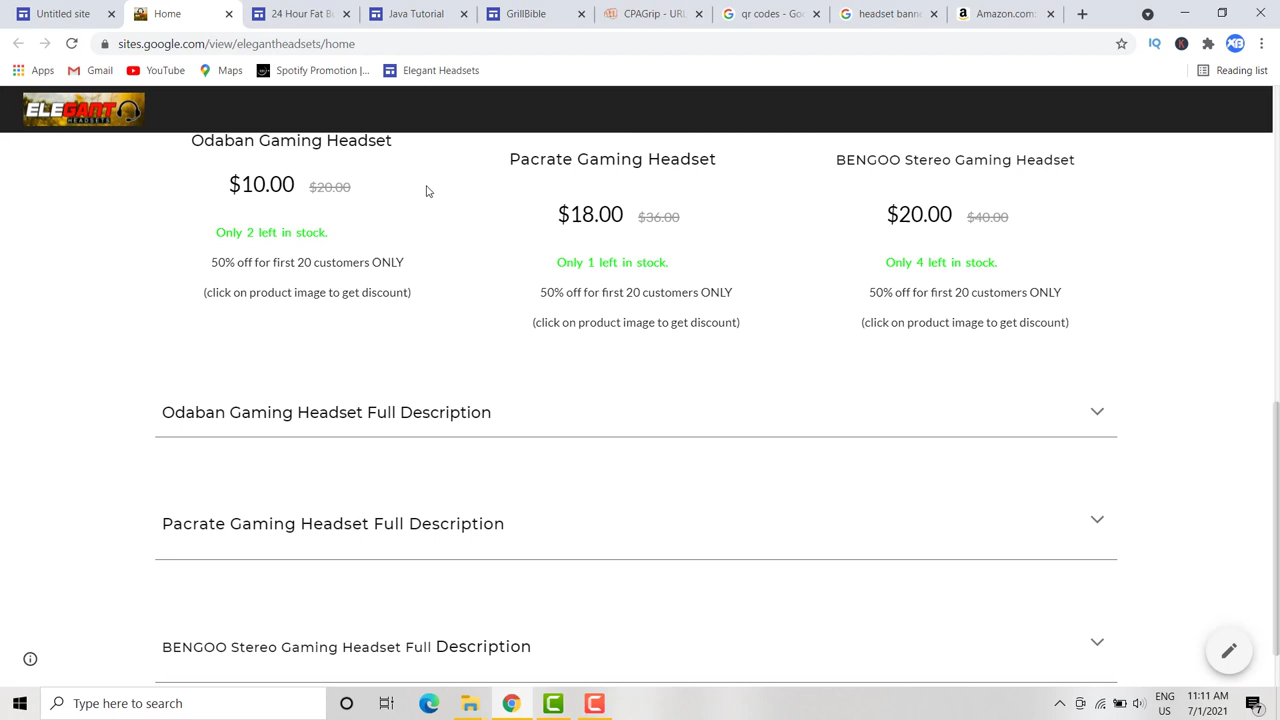 Untitled site
Home
24 Hour Fat Bu
Java Tutorial
GrillBible
CPAGrip - URL
qr codes - Goo
headset bann
Amazon.com
sites.google.com/view/elegantheadsets/home
Apps
Gmail
YouTube
Maps
Spotify Promotion |...
Elegant Headsets
Reading list
ELEGANT
HEADSETS
Odaban Gaming Headset
$10.00 $20.00
Only 2 left in stock.
50% off for first 20 customers ONLY
(click on product image to get discount)
Pacrate Gaming Headset
$18.00 $36.00
Only 1 left in stock.
50% off for first 20 customers ONLY
(click on product image to get discount)
BENGOO Stereo Gaming Headset
$20.00 $40.00
Only 4 left in stock.
50% off for first 20 customers ONLY
(click on product image to get discount)
Odaban Gaming Headset Full Description
Pacrate Gaming Headset Full Description
BENGOO Stereo Gaming Headset Full Description
Type here to search
ENG
US
11:11 AM
7/1/2021
7